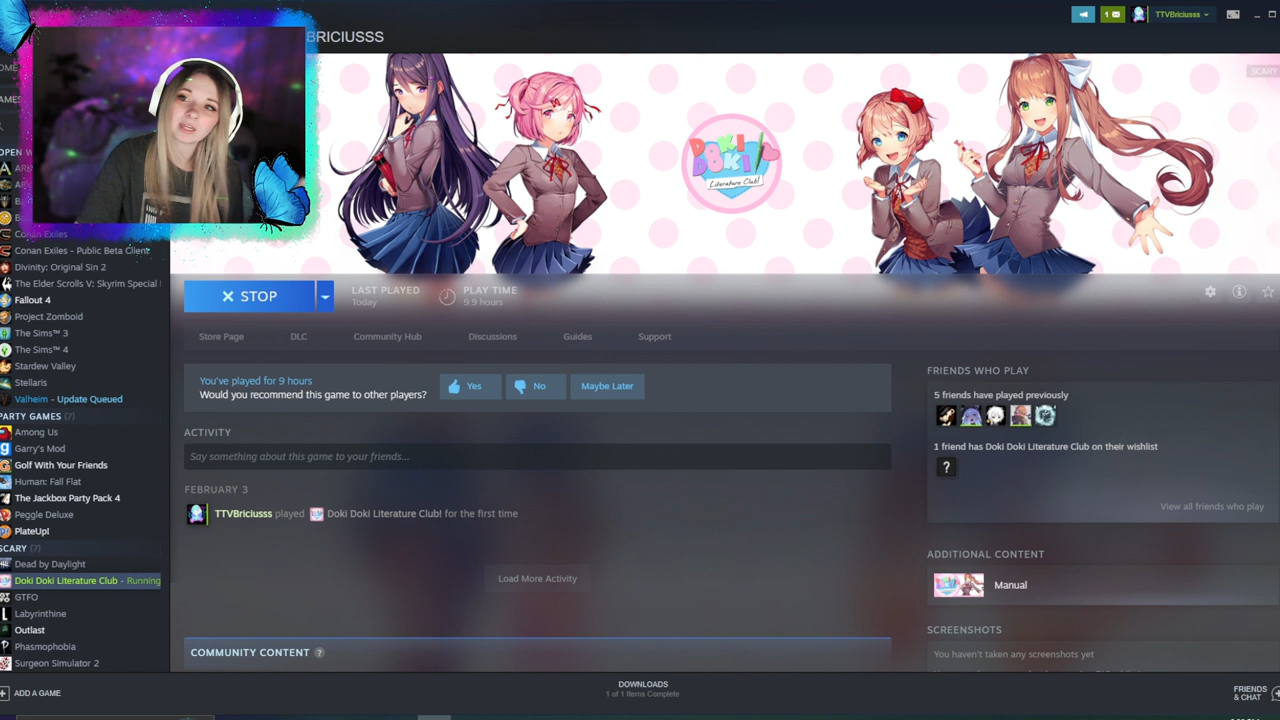 1
TTVBriciusss
BRICIUSSS
SCARY
DOKI
DOKI
Literature Club!
OPEN W
Conan Exiles
Conan Exiles - Public Beta Client
Divinity: Original Sin 2
The Elder Scrolls V: Skyrim Special
Fallout 4
Project Zomboid
The Sims™ 3
The Sims™ 4
Stardew Valley
Stellaris
Valheim - Update Queued
PARTY GAMES (7)
Among Us
Garry's Mod
Golf With Your Friends
Human: Fall Flat
The Jackbox Party Pack 4
Peggle Deluxe
PlateUp!
SCARY (7)
Dead by Daylight
Doki Doki Literature Club - Running
GTFO
Labyrinthine
Outlast
Phasmophobia
Surgeon Simulator 2
ADD A GAME
STOP
LAST PLAYED
Today
PLAY TIME
9.9 hours
Store Page
DLC
Community Hub
Discussions
Guides
Support
You've played for 9 hours
Would you recommend this game to other players?
Yes
No
Maybe Later
ACTIVITY
Say something about this game to your friends...
FEBRUARY 3
TTVBriciusss played Doki Doki Literature Club! for the first time
Load More Activity
COMMUNITY CONTENT ?
FRIENDS WHO PLAY
5 friends have played previously
1 friend has Doki Doki Literature Club on their wishlist
?
View all friends who play
ADDITIONAL CONTENT
Manual
SCREENSHOTS
You haven't taken any screenshots yet
DOWNLOADS
1 of 1 Items Complete
FRIENDS
& CHAT